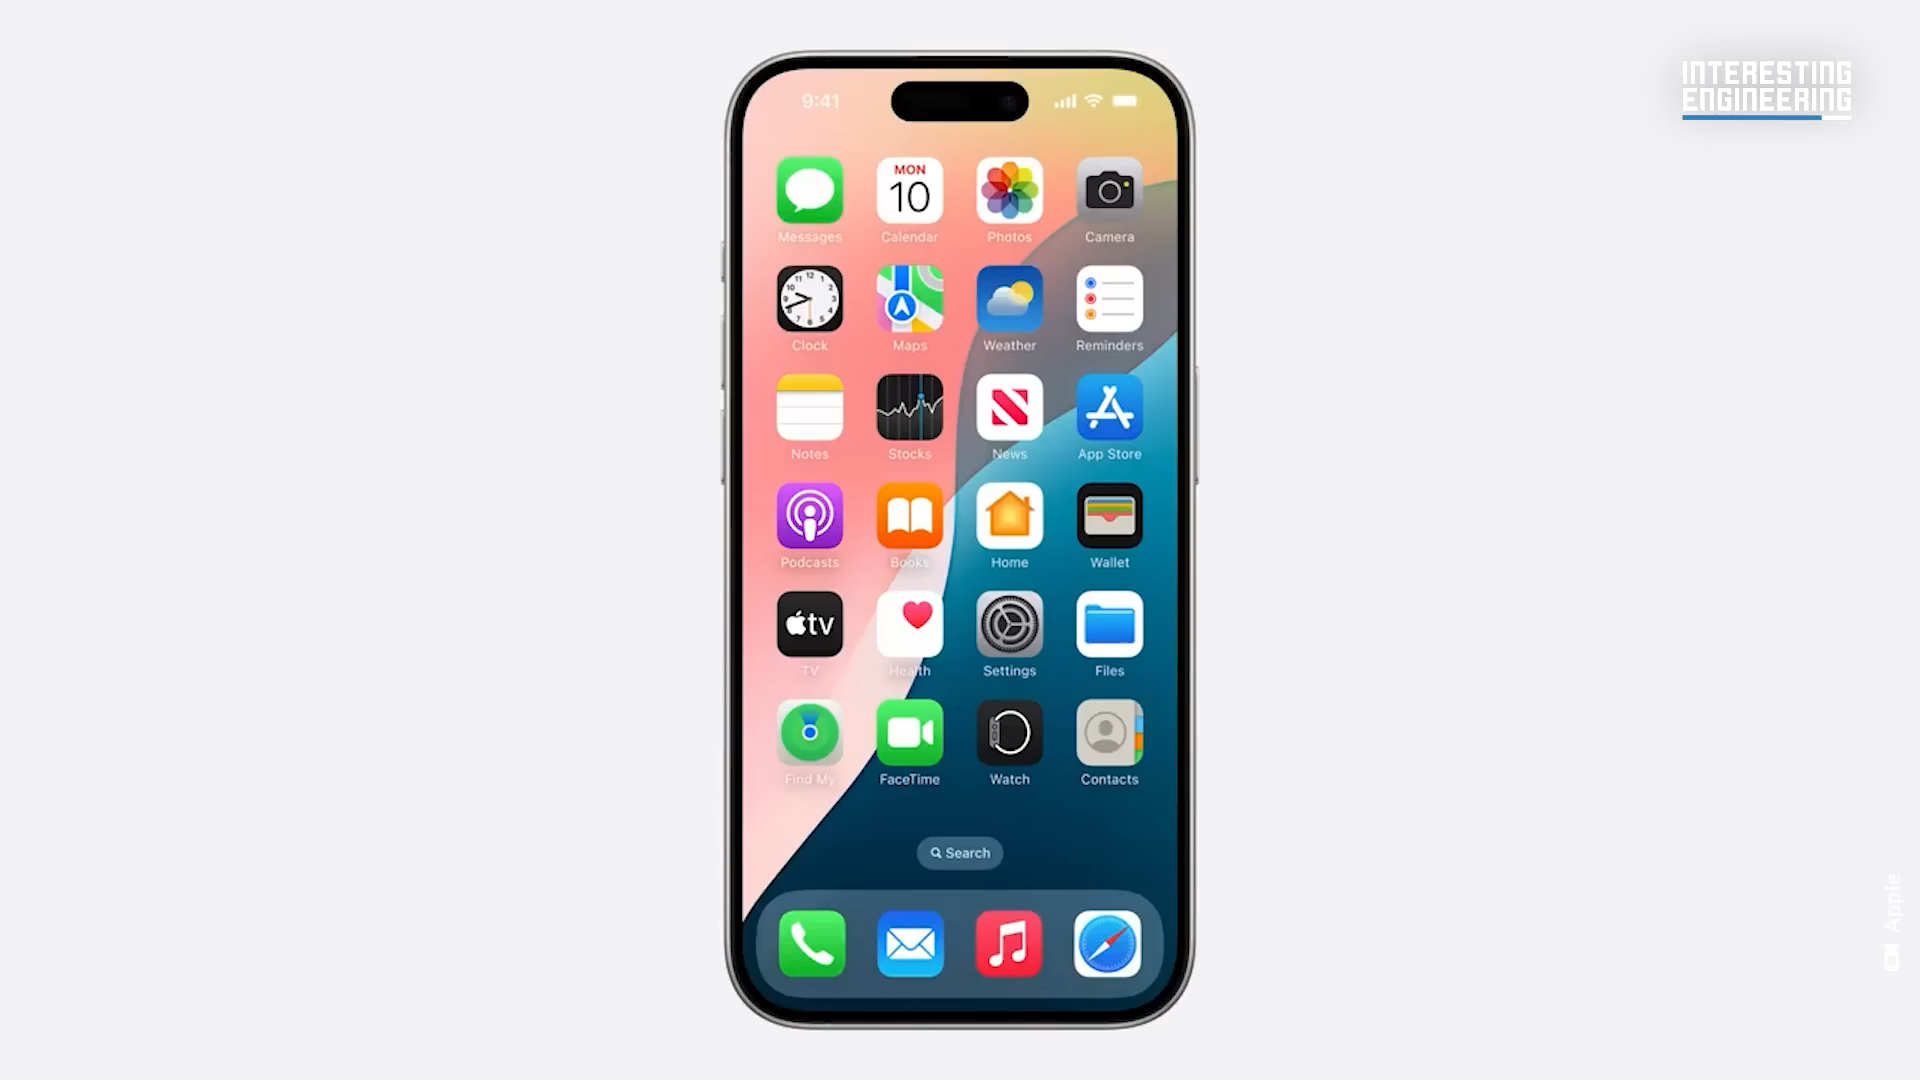 INTERESTING
ENGINEERING
9:41
MON
10
Messages Calendar Photos Camera
Clock Maps Weather Reminders
Notes Stocks News App Store
Podcasts Books Home Wallet
tv
TV Health Settings Files
Find My FaceTime Watch Contacts
Search
Apple